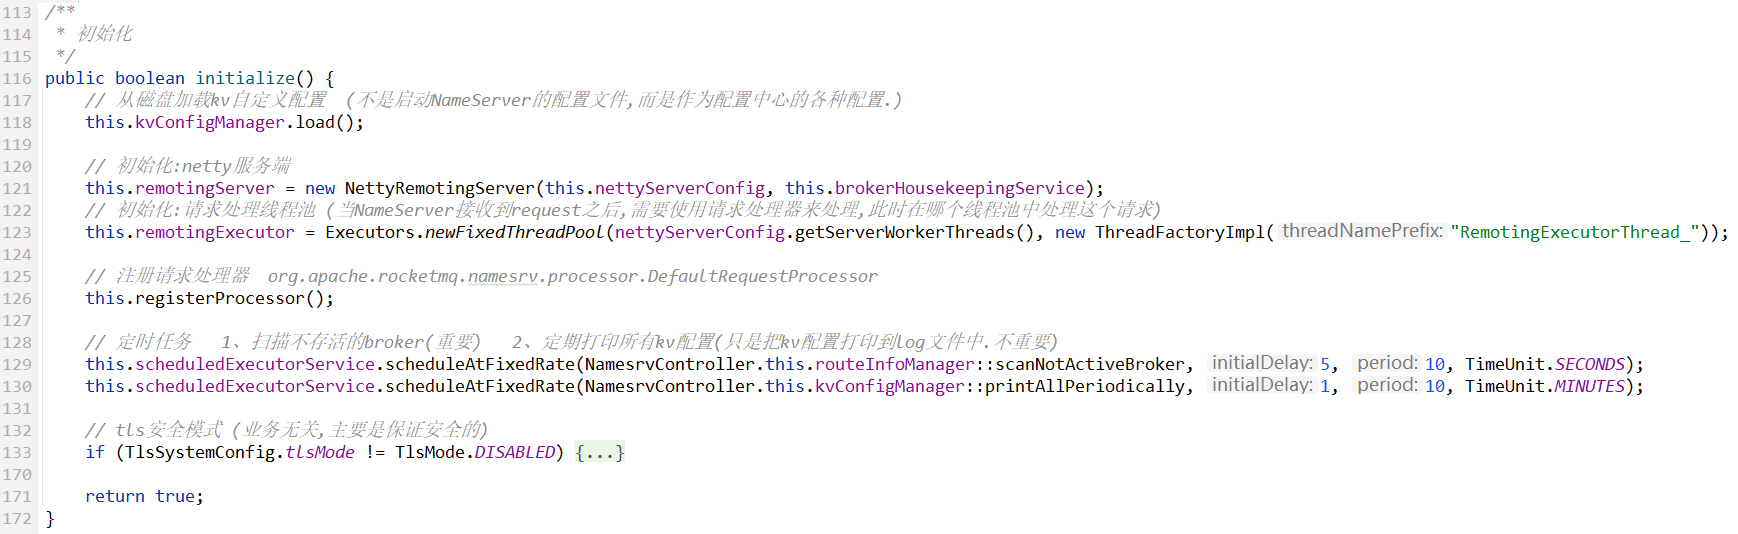 113 /**
114  * 初始化
115  */
116 public boolean initialize() {
117     // 从磁盘加载kv自定义配置  (不是启动NameServer的配置文件,而是作为配置中心的各种配置.)
118     this.kvConfigManager.load();
119
120     // 初始化:netty服务端
121     this.remotingServer = new NettyRemotingServer(this.nettyServerConfig, this.brokerHousekeepingService);
122     // 初始化:请求处理线程池 (当NameServer接收到request之后,需要使用请求处理器来处理,此时在哪个线程池中处理这个请求)
123     this.remotingExecutor = Executors.newFixedThreadPool(nettyServerConfig.getServerWorkerThreads(), new ThreadFactoryImpl( threadNamePrefix: "RemotingExecutorThread_"));
124
125     // 注册请求处理器  org.apache.rocketmq.namesrv.processor.DefaultRequestProcessor
126     this.registerProcessor();
127
128     // 定时任务   1、扫描不存活的broker(重要)   2、定期打印所有kv配置(只是把kv配置打印到log文件中.不重要)
129     this.scheduledExecutorService.scheduleAtFixedRate(NamesrvController.this.routeInfoManager::scanNotActiveBroker, initialDelay: 5, period: 10, TimeUnit.SECONDS);
130     this.scheduledExecutorService.scheduleAtFixedRate(NamesrvController.this.kvConfigManager::printAllPeriodically, initialDelay: 1, period: 10, TimeUnit.MINUTES);
131
132     // tls安全模式 (业务无关,主要是保证安全的)
133     if (TlsSystemConfig.tlsMode != TlsMode.DISABLED) {...}
170
171     return true;
172 }